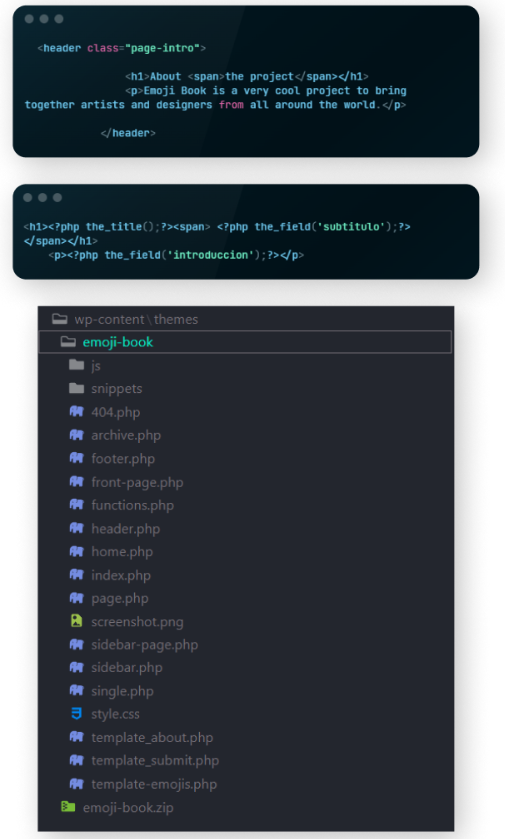 <header class="page-intro">
<h1>About <span>the project</span></h1>
<p>Emoji Book is a very cool project to bring
together artists and designers from all around the world.</p>
</header>
<h1><?php the_title();?><span> <?php the_field('subtitulo');?>
</span></h1>
<p><?php the_field('introduccion');?></p>
wp-content\themes
emoji-book
js
snippets
404.php
archive.php
footer.php
front-page.php
functions.php
header.php
home.php
index.php
page.php
screenshot.png
sidebar-page.php
sidebar.php
single.php
style.css
template_about.php
template_submit.php
template-emojis.php
emoji-book.zip